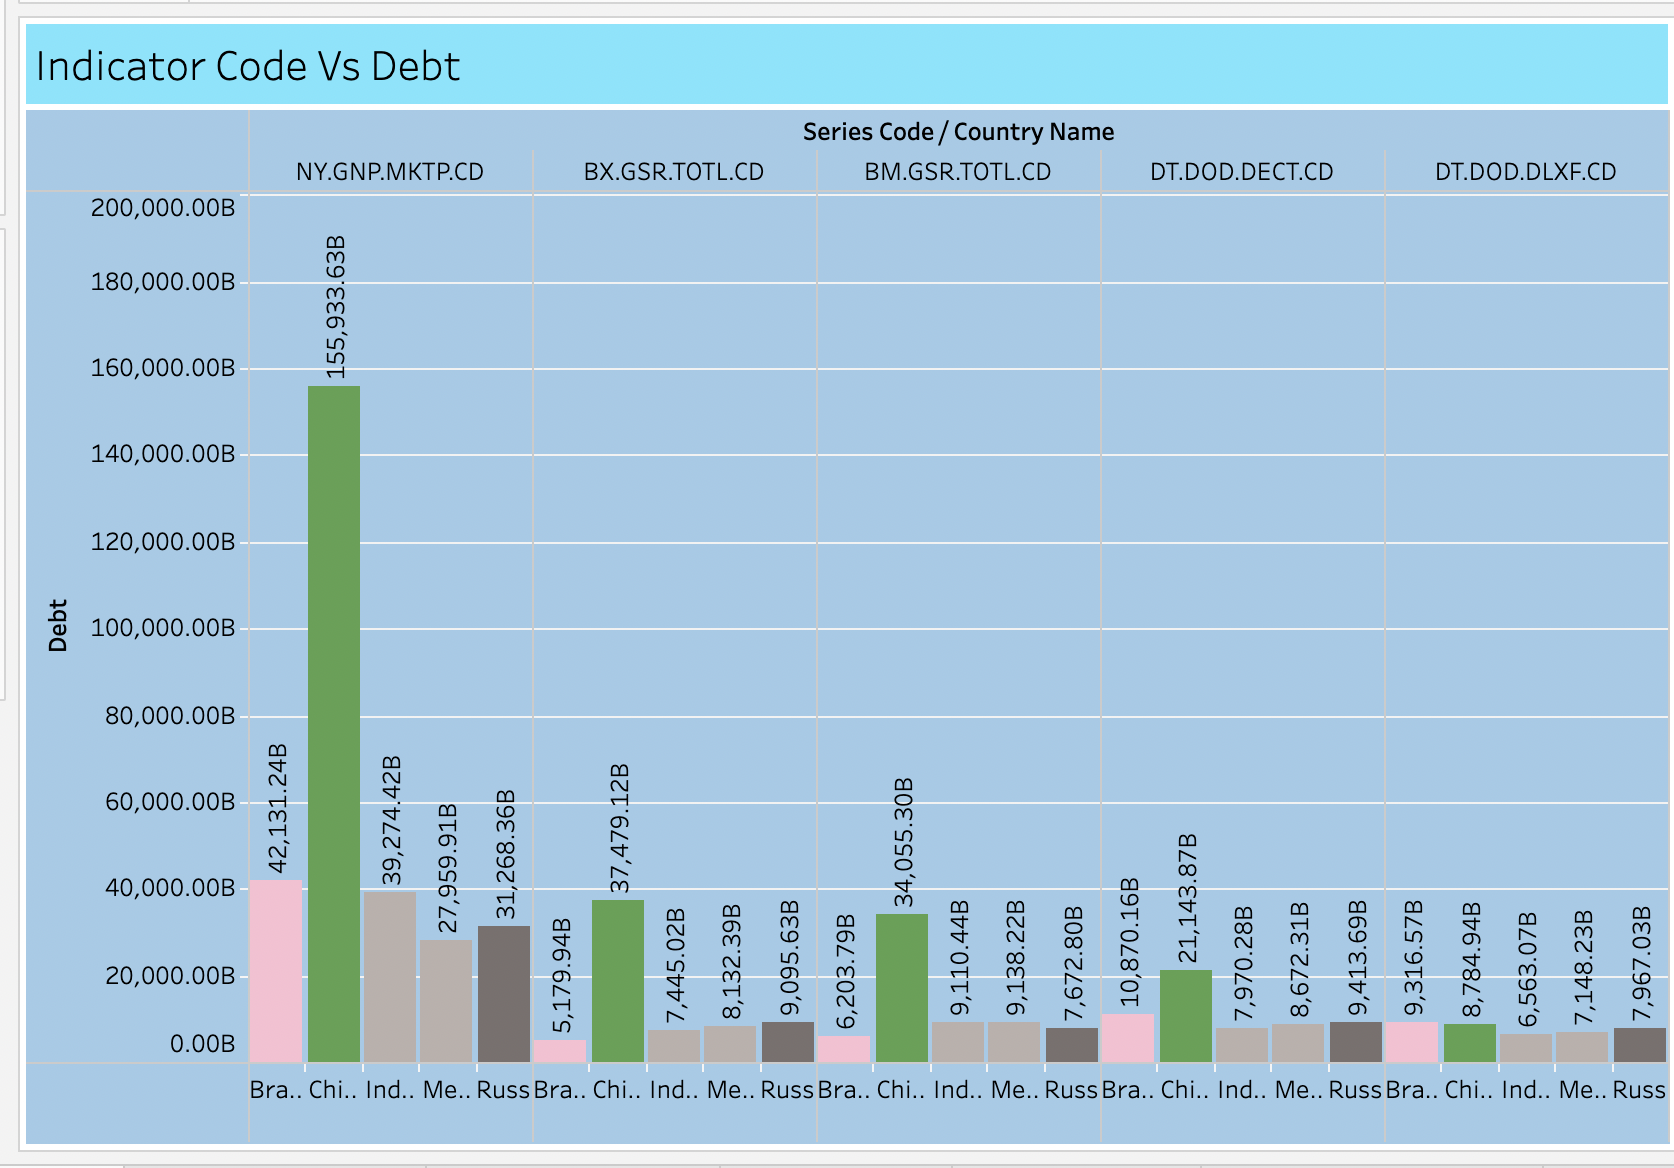 Indicator Code Vs Debt
Series Code / Country Name
NY.GNP.MKTP.CD BX.GSR.TOTL.CD BM.GSR.TOTL.CD DT.DOD.DECT.CD DT.DOD.DLXF.CD
Debt
200,000.00B
180,000.00B
160,000.00B
140,000.00B
120,000.00B
100,000.00B
80,000.00B
60,000.00B
40,000.00B
20,000.00B
0.00B
42,131.24B
155,933.63B
39,274.42B
27,959.91B
31,268.36B
5,179.94B
37,479.12B
7,445.02B
8,132.39B
9,095.63B
6,203.79B
34,055.30B
9,110.44B
9,138.22B
7,672.80B
10,870.16B
21,143.87B
7,970.28B
8,672.31B
9,413.69B
9,316.57B
8,784.94B
6,563.07B
7,148.23B
7,967.03B
Bra.. Chi.. Ind.. Me.. Russ Bra.. Chi.. Ind.. Me.. Russ Bra.. Chi.. Ind.. Me.. Russ Bra.. Chi.. Ind.. Me.. Russ Bra.. Chi.. Ind.. Me.. Russ